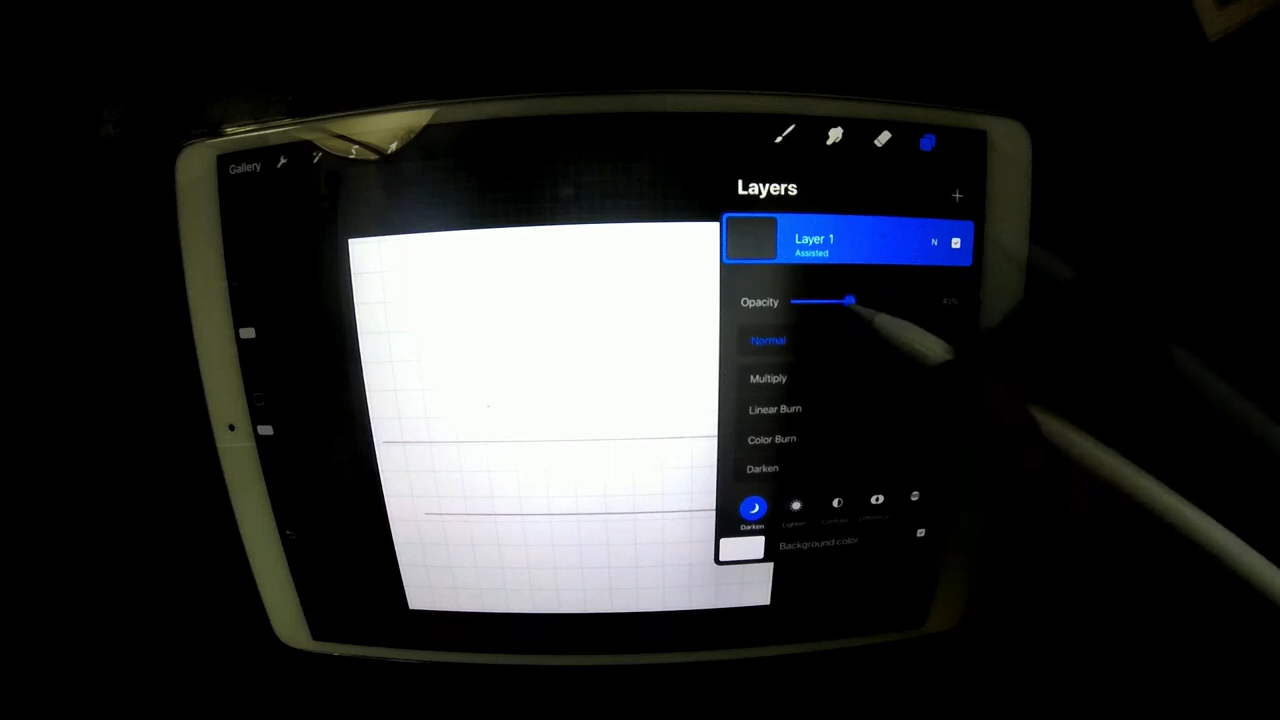 Gallery
Layers
Layer 1
N
Assisted
Opacity
Normal
Multiply
Linear Burn
Color Burn
Darken
Darken
Background color